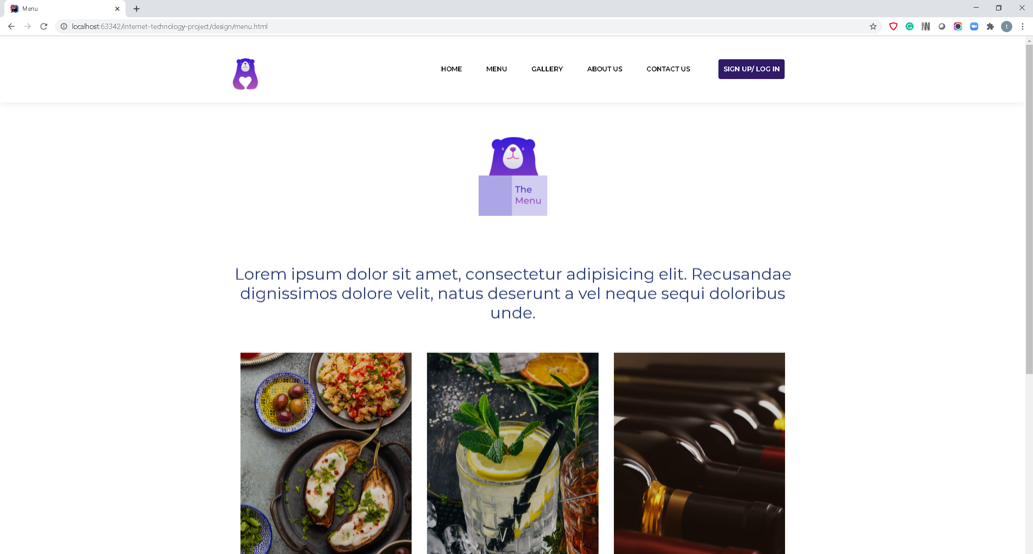 Menu
localhost:63342/internet-technology-project/design/menu.html
HOME
MENU
GALLERY
ABOUT US
CONTACT US
SIGN UP/ LOG IN
The
Menu
Lorem ipsum dolor sit amet, consectetur adipisicing elit. Recusandae
dignissimos dolore velit, natus deserunt a vel neque sequi doloribus
unde.